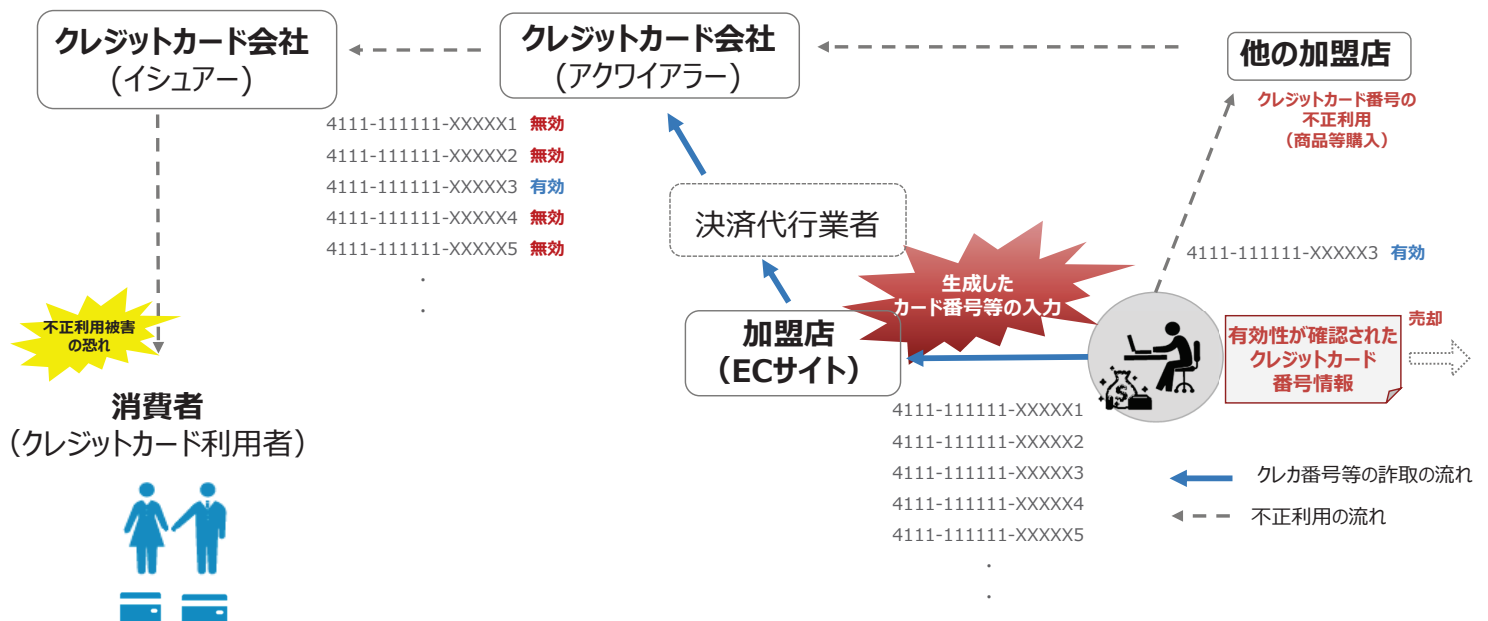 クレジットカード会社
(イシュアー)
クレジットカード会社
(アクワイアラー)
他の加盟店
クレジットカード番号の
不正利用
(商品等購入)
4111-111111-XXXXX1 無効
4111-111111-XXXXX2 無効
4111-111111-XXXXX3 有効
4111-111111-XXXXX4 無効
4111-111111-XXXXX5 無効
.
.
決済代行業者
4111-111111-XXXXX3 有効
生成した
カード番号等の入力
不正利用被害
の恐れ
加盟店
(ECサイト)
有効性が確認された
クレジットカード
番号情報
売却
消費者
(クレジットカード利用者)
4111-111111-XXXXX1
4111-111111-XXXXX2
4111-111111-XXXXX3
4111-111111-XXXXX4
4111-111111-XXXXX5
.
.
クレカ番号等の詐取の流れ
不正利用の流れ